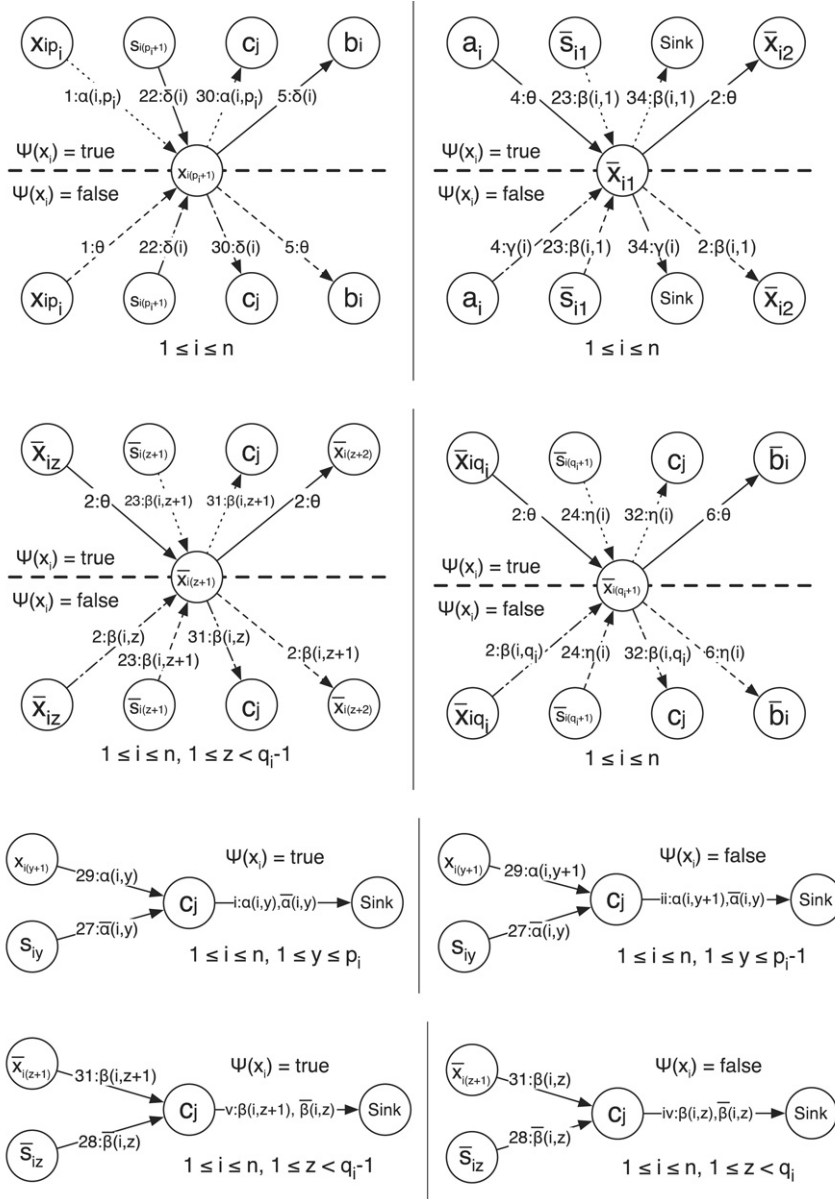 x_{ip_i} s_{i(p_i+1)} c_j b_i
1:α(i,p_i) 22:δ(i) 30:α(i,p_i) 5:δ(i)
Ψ(x_i) = true
x_{i(p_i+1)}
Ψ(x_i) = false
1:θ 22:δ(i) 30:δ(i) 5:θ
x_{ip_i} s_{i(p_i+1)} c_j b_i
1 ≤ i ≤ n
a_i s̅_{i1} Sink x̅_{i2}
4:θ 23:β(i,1) 34:β(i,1) 2:θ
Ψ(x_i) = true
x̅_{i1}
Ψ(x_i) = false
4:γ(i) 23:β(i,1) 34:γ(i) 2:β(i,1)
a_i s̅_{i1} Sink x̅_{i2}
1 ≤ i ≤ n
x̅_{iz} s̅_{i(z+1)} c_j x̅_{i(z+2)}
2:θ 23:β(i,z+1) 31:β(i,z+1) 2:θ
Ψ(x_i) = true
x̅_{i(z+1)}
Ψ(x_i) = false
2:β(i,z) 31:β(i,z)
23:β(i,z+1) 2:β(i,z+1)
x̅_{iz} s̅_{i(z+1)} c_j x̅_{i(z+2)}
1 ≤ i ≤ n, 1 ≤ z < q_i-1
x̅_{iq_i} s̅_{i(q_i+1)} c_j b̅_i
2:θ 24:η(i) 32:η(i) 6:θ
Ψ(x_i) = true
x̅_{i(q_i+1)}
Ψ(x_i) = false
2:β(i,q_i) 24:η(i) 32:β(i,q_i) 6:η(i)
x̅_{iq_i} s̅_{i(q_i+1)} c_j b̅_i
1 ≤ i ≤ n
x_{i(y+1)}
29:α(i,y) Ψ(x_i) = true
c_j i:α(i,y),α̅(i,y) Sink
27:α̅(i,y)
s_{iy} 1 ≤ i ≤ n, 1 ≤ y ≤ p_i
x_{i(y+1)}
29:α(i,y+1) Ψ(x_i) = false
c_j ii:α(i,y+1),α̅(i,y) Sink
27:α̅(i,y)
s_{iy} 1 ≤ i ≤ n, 1 ≤ y ≤ p_i-1
x̅_{i(z+1)} Ψ(x_i) = true
31:β(i,z+1)
c_j v:β(i,z+1), β̅(i,z) Sink
28:β̅(i,z)
s̅_{iz} 1 ≤ i ≤ n, 1 ≤ z < q_i-1
x̅_{i(z+1)} Ψ(x_i) = false
31:β(i,z)
c_j iv:β(i,z),β̅(i,z) Sink
28:β̅(i,z)
s̅_{iz} 1 ≤ i ≤ n, 1 ≤ z < q_i